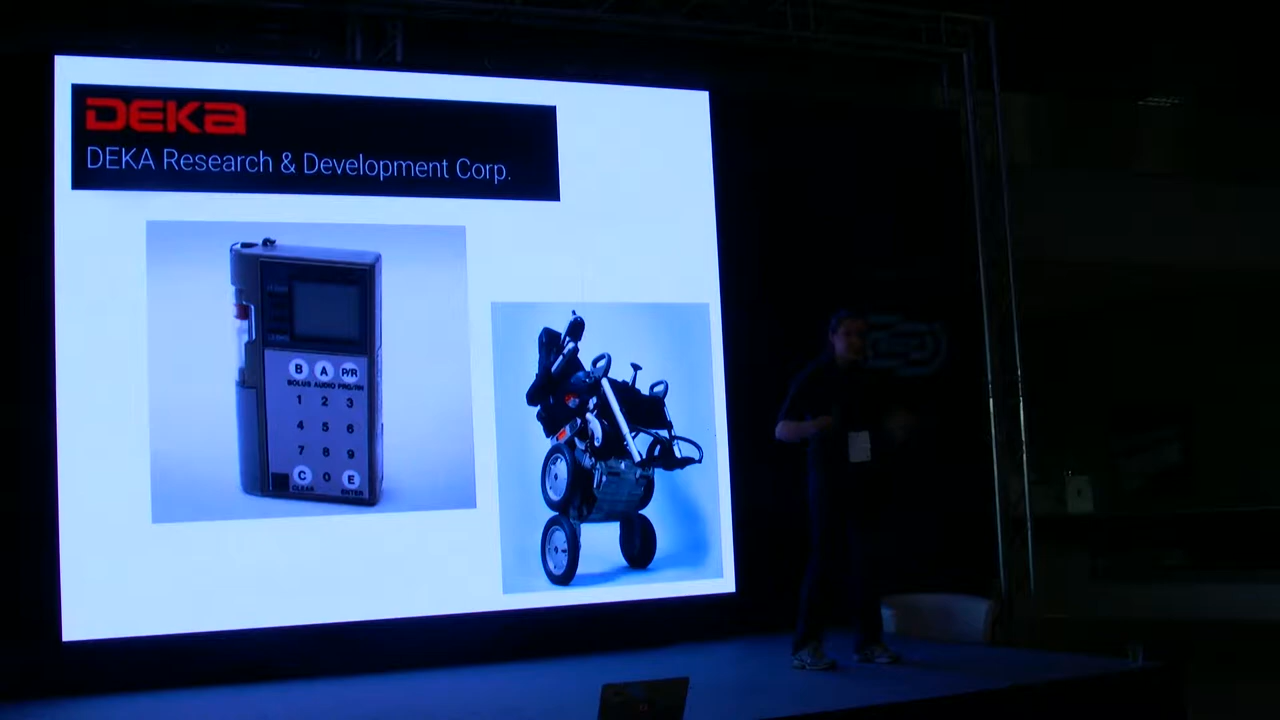 DEKA
DEKA Research & Development Corp.
B A P/R
BOLUS AUDIO PRG/RH
1 2 3
4 5 6
7 8 9
C 0 E
CLEAR ENTER